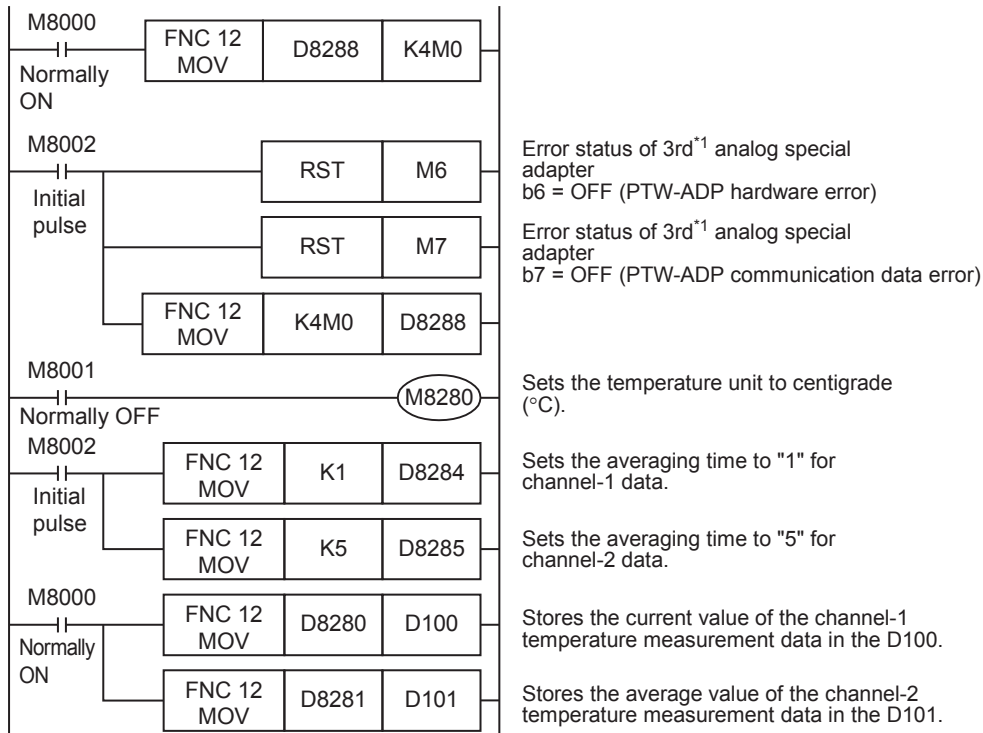 M8000
FNC 12
MOV
D8288
K4M0
Normally
ON
M8002
Initial
pulse
RST
M6
Error status of 3rd*1 analog special
adapter
b6 = OFF (PTW-ADP hardware error)
RST
M7
Error status of 3rd*1 analog special
adapter
b7 = OFF (PTW-ADP communication data error)
FNC 12
MOV
K4M0
D8288
M8001
Normally OFF
M8280
Sets the temperature unit to centigrade
(°C).
M8002
Initial
pulse
FNC 12
MOV
K1
D8284
Sets the averaging time to "1" for
channel-1 data.
FNC 12
MOV
K5
D8285
Sets the averaging time to "5" for
channel-2 data.
M8000
Normally
ON
FNC 12
MOV
D8280
D100
Stores the current value of the channel-1
temperature measurement data in the D100.
FNC 12
MOV
D8281
D101
Stores the average value of the channel-2
temperature measurement data in the D101.